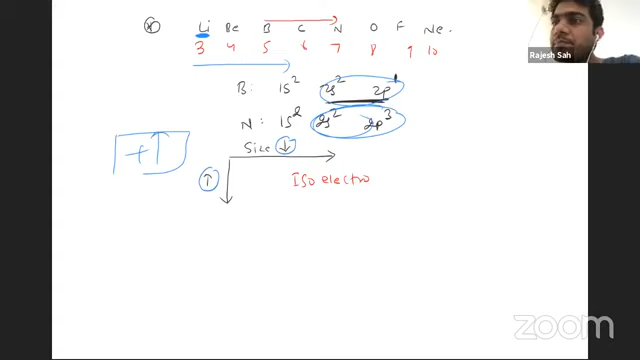 Li Be B C N O F Ne.
3 4 5 6 7 8 9 10
B: 1s² 2s² 2p¹
N: 1s² 2s² 2p³
+↑
Size ↓
↑
Iso electro
Rajesh Sah
zoom